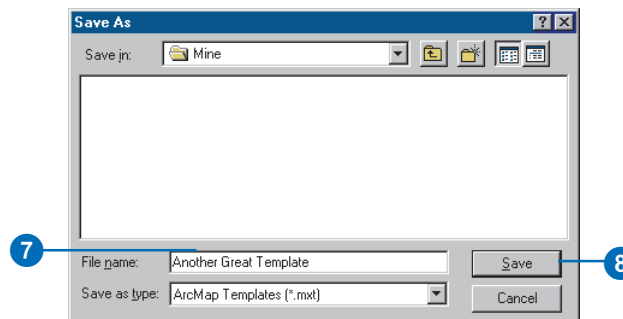 Save As
Save in: Mine
7
File name: Another Great Template Save 8
Save as type: ArcMap Templates (*.mxt) Cancel